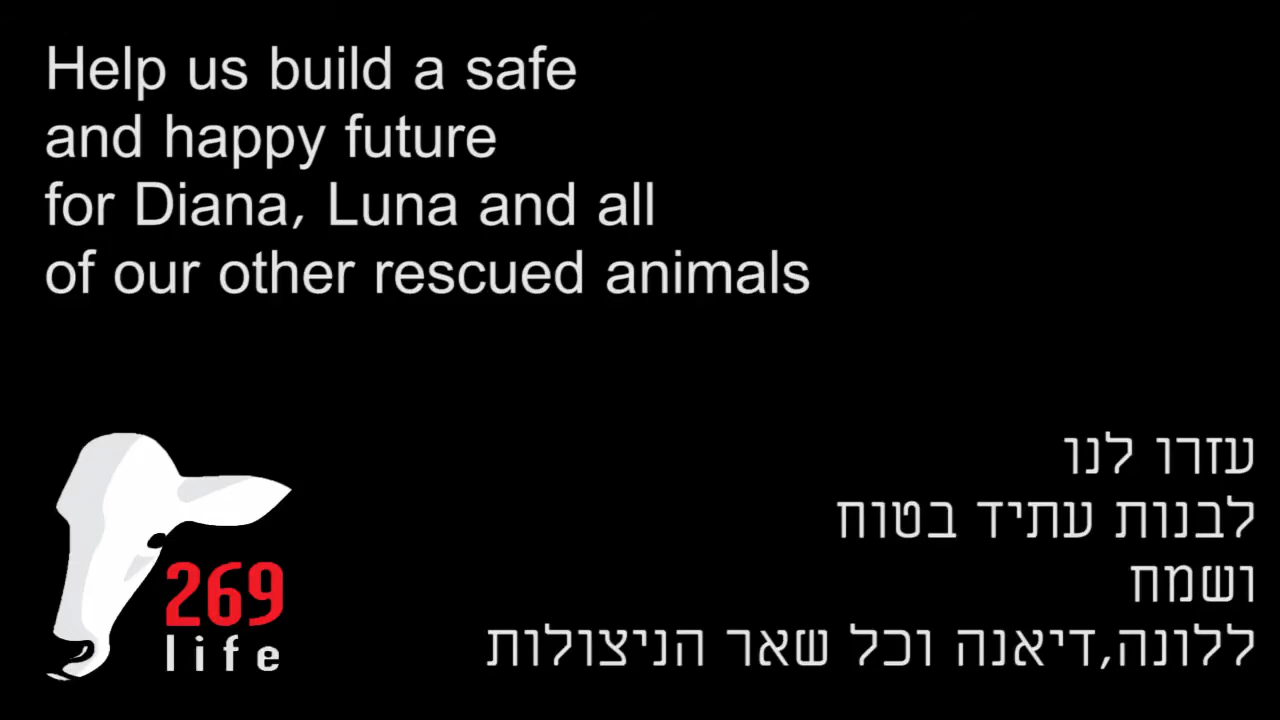 Help us build a safe
and happy future
for Diana, Luna and all
of our other rescued animals
עזרו לנו
לבנות עתיד בטוח
ושמח
ללונה,דיאנה וכל שאר הניצולות
269
life